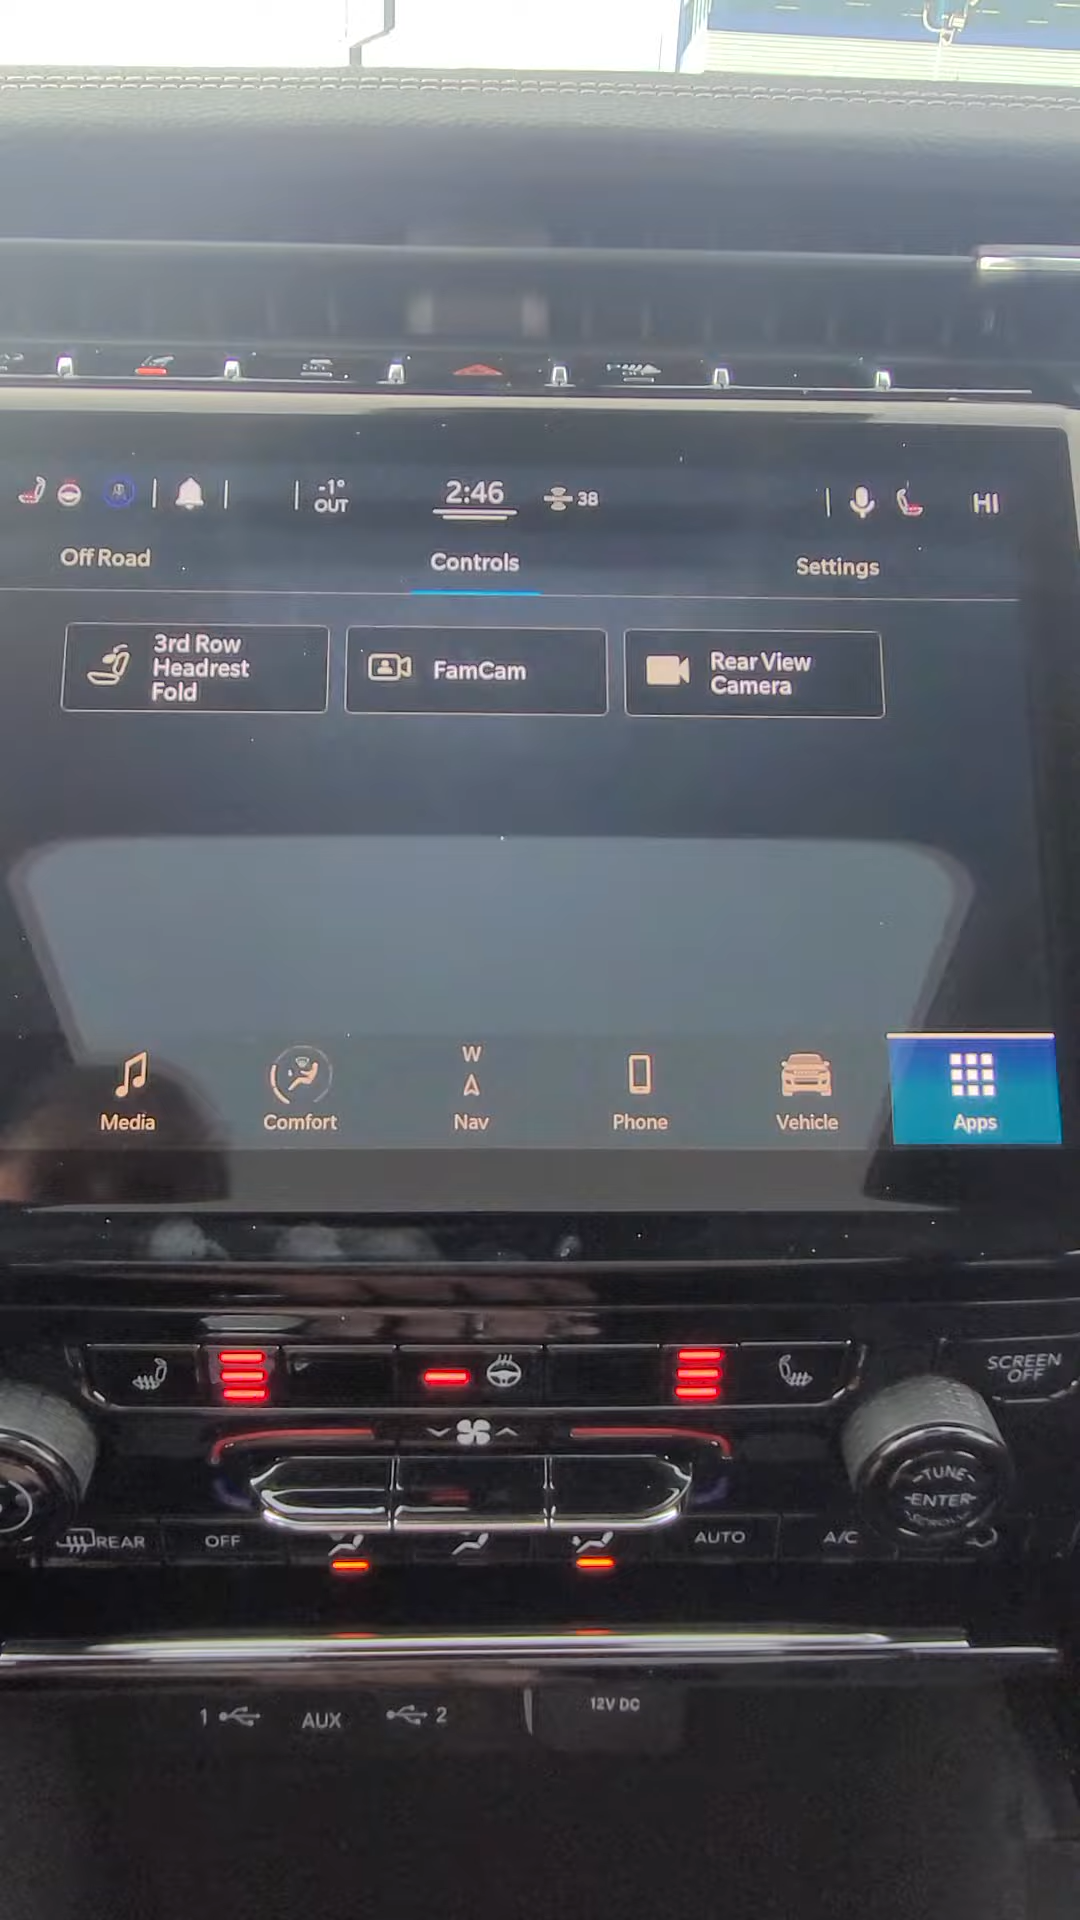 -1°
OUT
2:46
38
HI
Off Road
Controls
Settings
3rd Row
Headrest
Fold
FamCam
Rear View
Camera
W
Media
Comfort
Nav
Phone
Vehicle
Apps
SCREEN
OFF
TUNE
ENTER
REAR
OFF
AUTO
A/C
1
AUX
2
12V DC